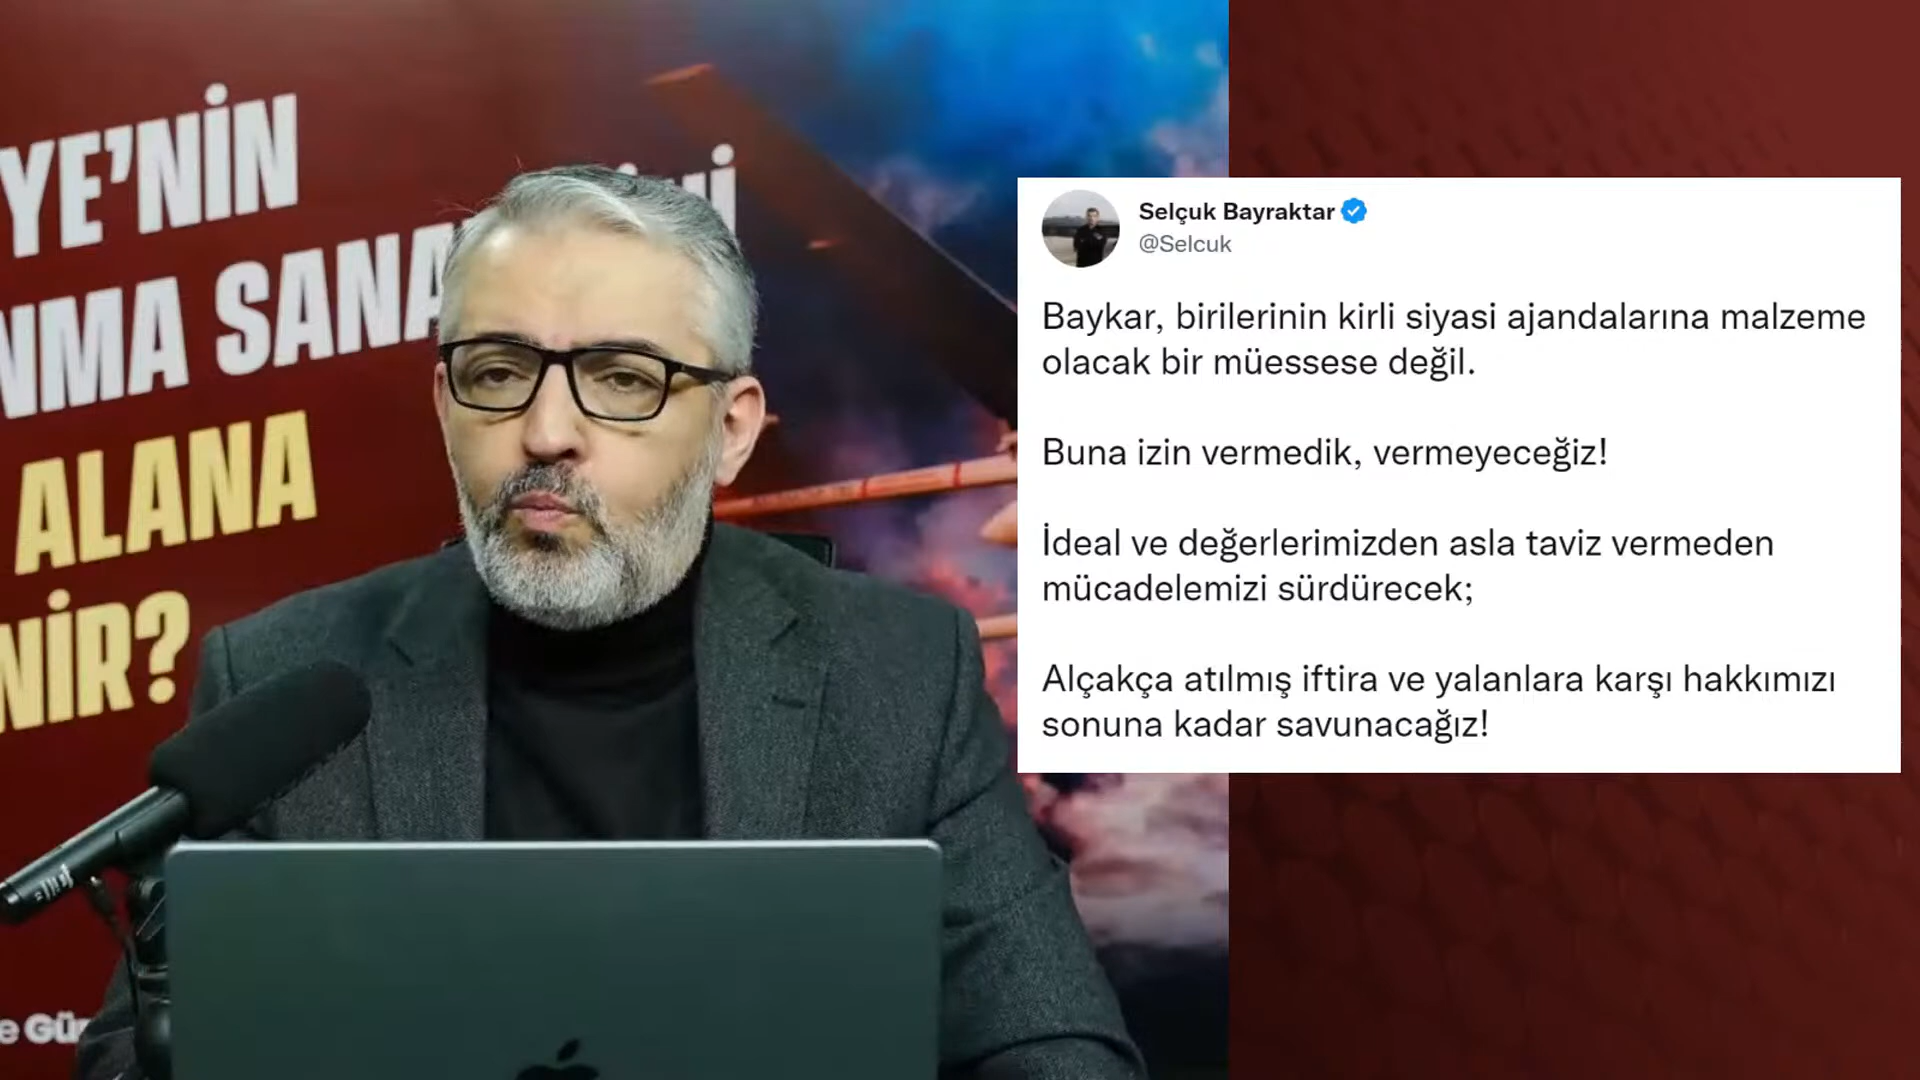 YE’NİN
NMA SANA
ALANA
NİR?
e Gür
Selçuk Bayraktar
@Selcuk
Baykar, birilerinin kirli siyasi ajandalarına malzeme
olacak bir müessese değil.
Buna izin vermedik, vermeyeceğiz!
İdeal ve değerlerimizden asla taviz vermeden
mücadelemizi sürdürecek;
Alçakça atılmış iftira ve yalanlara karşı hakkımızı
sonuna kadar savunacağız!